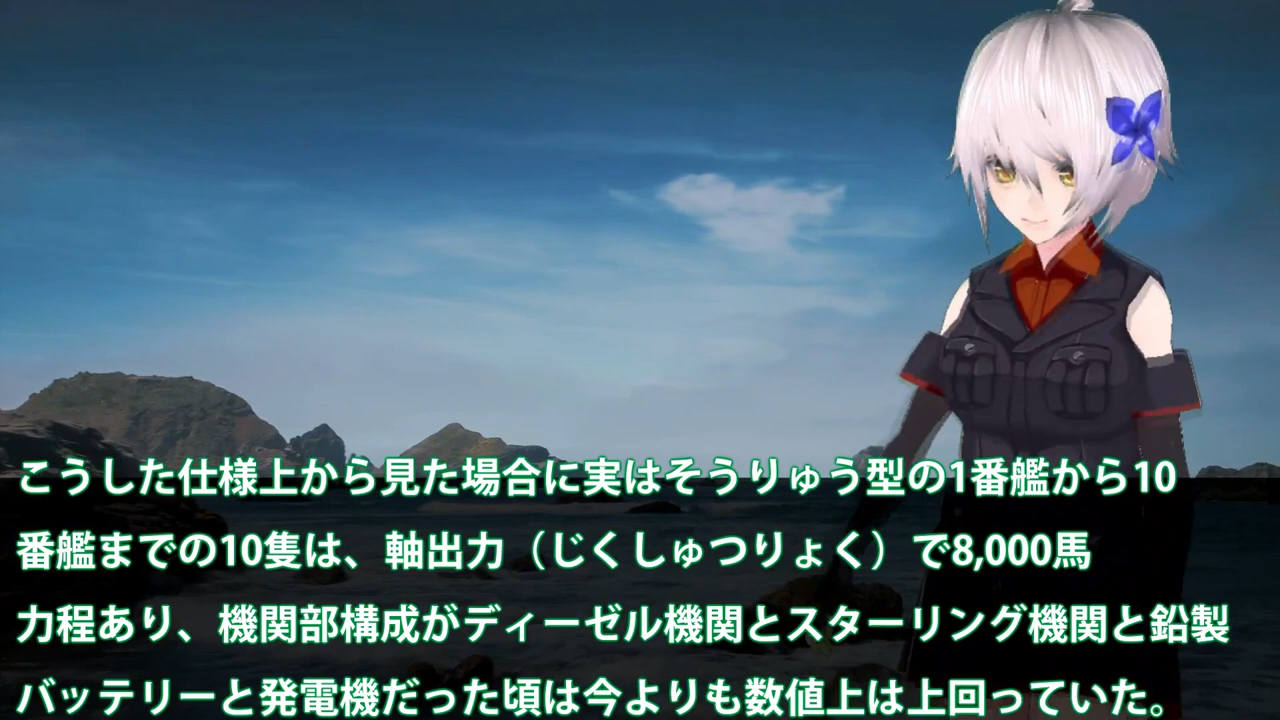 こうした仕様上から見た場合に実はそうりゅう型の1番艦から10
番艦までの10隻は、軸出力（じくしゅつりょく）で8,000馬
力程あり、機関部構成がディーゼル機関とスターリング機関と鉛製
バッテリーと発電機だった頃は今よりも数値上は上回っていた。